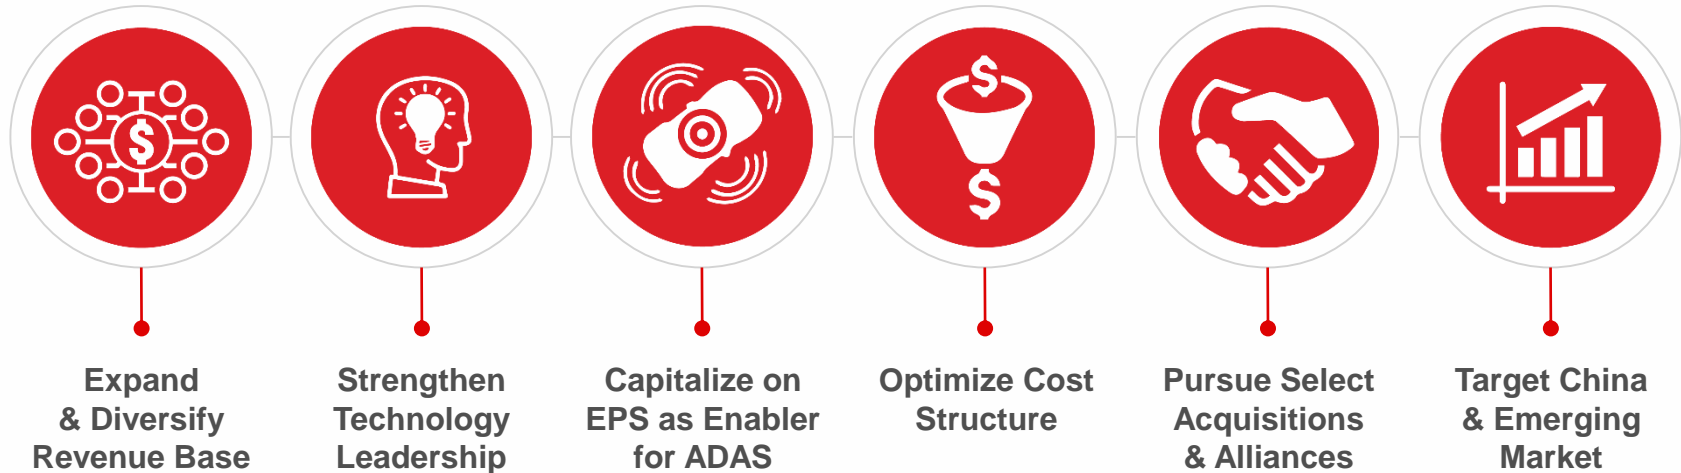 $
$
$
Expand
& Diversify
Revenue Base
Strengthen
Technology
Leadership
Capitalize on
EPS as Enabler
for ADAS
Optimize Cost
Structure
Pursue Select
Acquisitions
& Alliances
Target China
& Emerging
Market